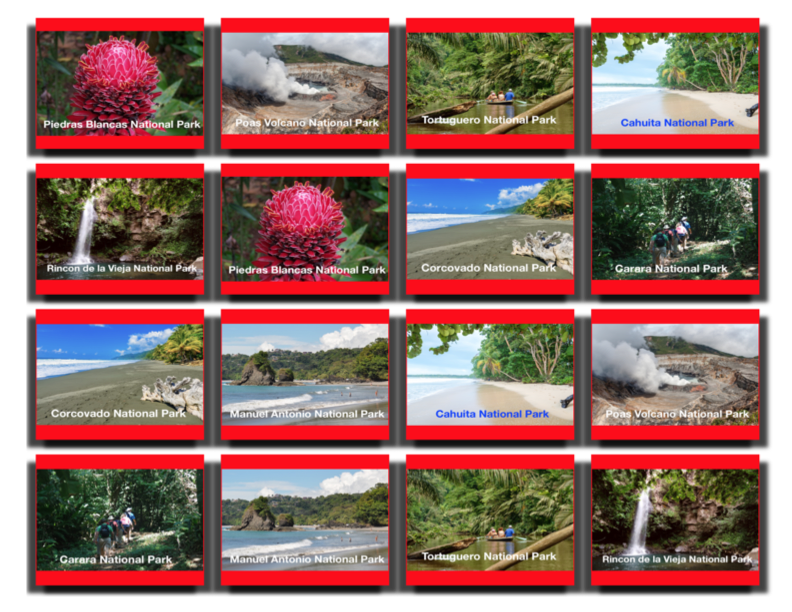 Piedras Blancas National Park
Poas Volcano National Park
Tortuguero National Park
Cahuita National Park
Rincon de la Vieja National Park
Piedras Blancas National Park
Corcovado National Park
Carara National Park
Corcovado National Park
Manuel Antonio National Park
Cahuita National Park
Poas Volcano National Park
Carara National Park
Manuel Antonio National Park
Tortuguero National Park
Rincon de la Vieja National Park